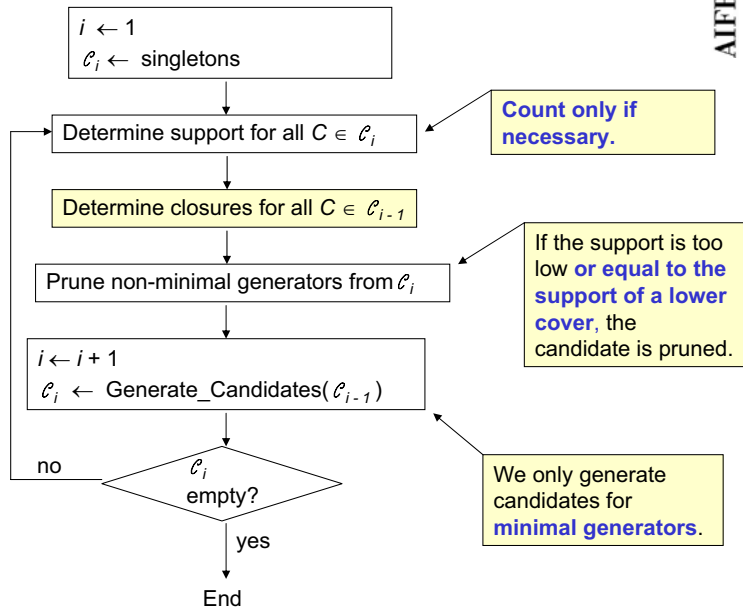 i ← 1
𝒞i ← singletons
AIFB
Determine support for all C ∈ 𝒞i
Count only if
necessary.
Determine closures for all C ∈ 𝒞i - 1
Prune non-minimal generators from 𝒞i
If the support is too
low or equal to the
support of a lower
cover, the
candidate is pruned.
i ← i + 1
𝒞i ← Generate_Candidates( 𝒞i - 1 )
no
𝒞i
empty?
We only generate
candidates for
minimal generators.
yes
End